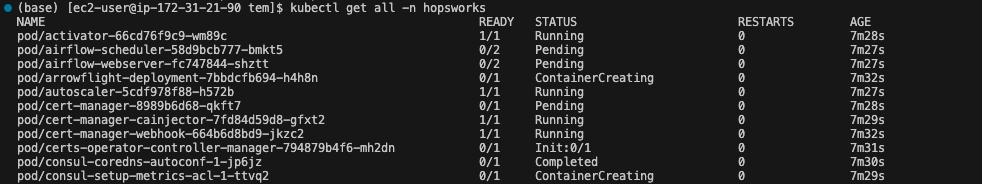 (base) [ec2-user@ip-172-31-21-90 tem]$ kubectl get all -n hopsworks
NAME READY STATUS RESTARTS AGE
pod/activator-66cd76f9c9-wm89c 1/1 Running 0 7m28s
pod/airflow-scheduler-58d9bcb777-bmkt5 0/2 Pending 0 7m27s
pod/airflow-webserver-fc747844-shztt 0/2 Pending 0 7m27s
pod/arrowflight-deployment-7bbdcfb694-h4h8n 0/1 ContainerCreating 0 7m32s
pod/autoscaler-5cdf978f88-h572b 1/1 Running 0 7m27s
pod/cert-manager-8989b6d68-qkft7 0/1 Pending 0 7m28s
pod/cert-manager-cainjector-7fd84d59d8-gfxt2 1/1 Running 0 7m29s
pod/cert-manager-webhook-664b6d8bd9-jkzc2 1/1 Running 0 7m32s
pod/certs-operator-controller-manager-794879b4f6-mh2dn 0/1 Init:0/1 0 7m31s
pod/consul-coredns-autoconf-1-jp6jz 0/1 Completed 0 7m30s
pod/consul-setup-metrics-acl-1-ttvq2 0/1 ContainerCreating 0 7m29s